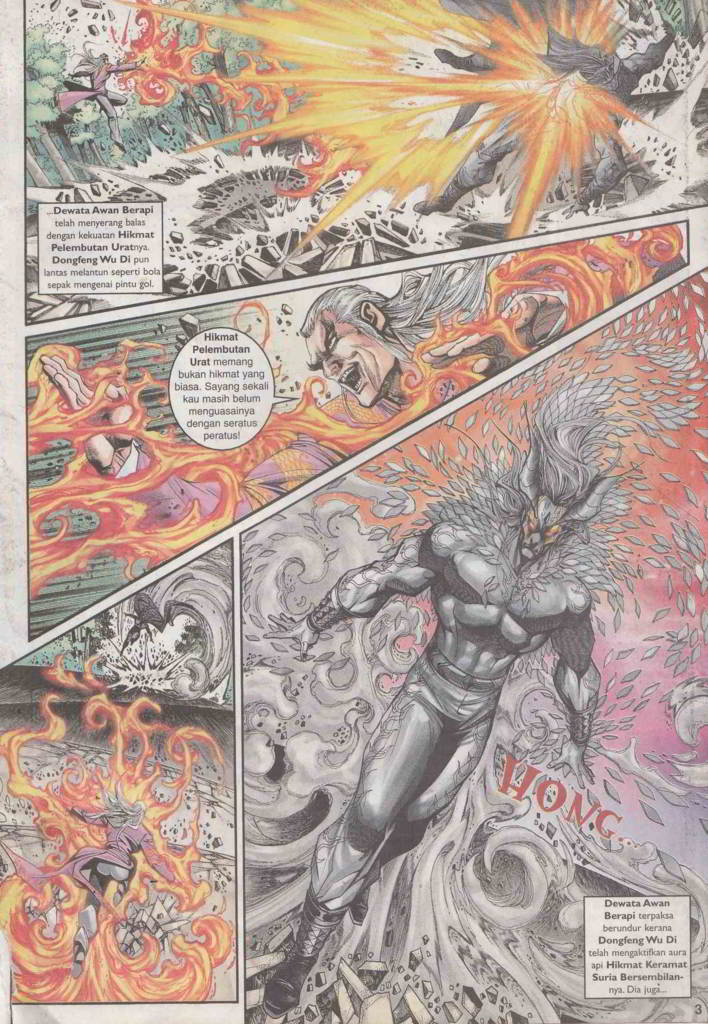 ...Dewata Awan Berapi
telah menyerang balas
dengan kekuatan Hikmat
Pelembutan Uratnya.
Dongfeng Wu Di pun
lantas melantun seperti bola
sepak mengenai pintu gol.
Hikmat
Pelembutan
Urat memang
bukan hikmat yang
biasa. Sayang sekali
kau masih belum
menguasainya
dengan seratus
peratus!
HONG...
Dewata Awan
Berapi terpaksa
berundur kerana
Dongfeng Wu Di
telah mengaktifkan aura
api Hikmat Keramat
Suria Bersembilan-
nya. Dia juga...
3